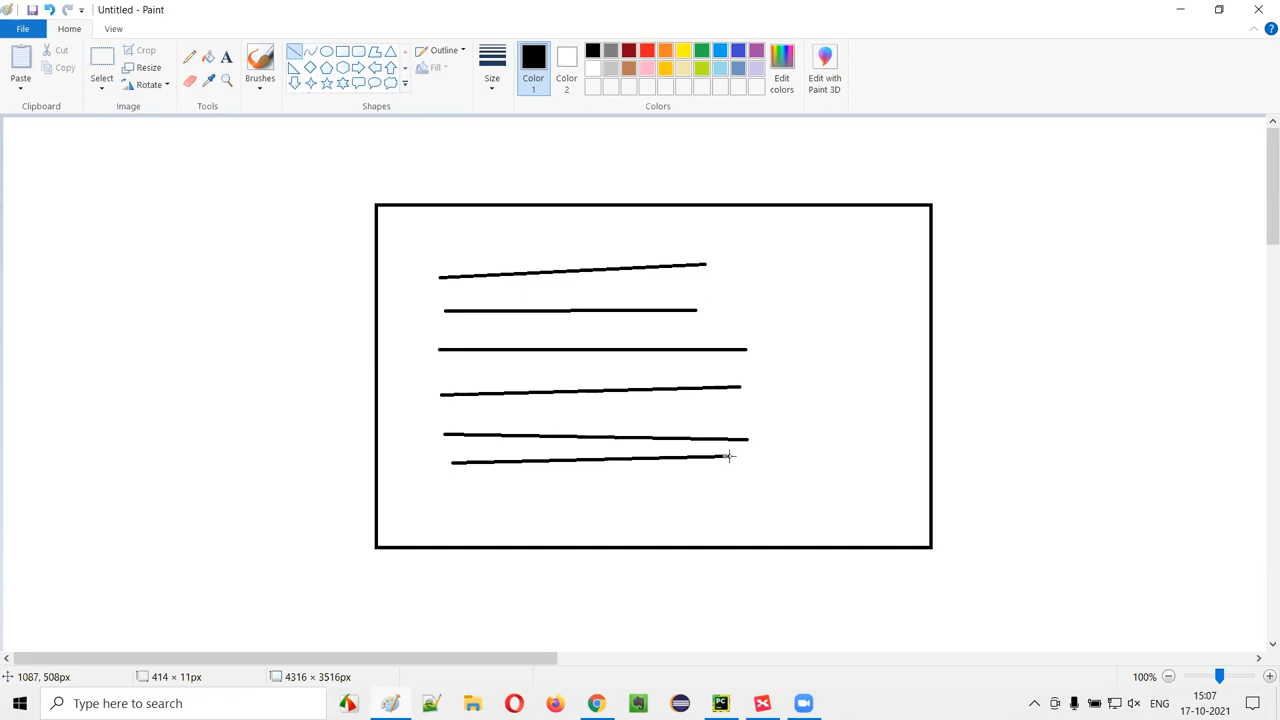 Untitled - Paint
File Home View
Paste
Cut
Copy
Clipboard
Select
Crop
Resize
Rotate
Image
A
Tools
Brushes
Outline
Fill
Shapes
Size
Color 1
Color 2
Colors
Edit colors
Edit with Paint 3D
1087, 508px
414 × 11px
4316 × 3516px
100%
Type here to search
PC
ENG
15:07
17-10-2021